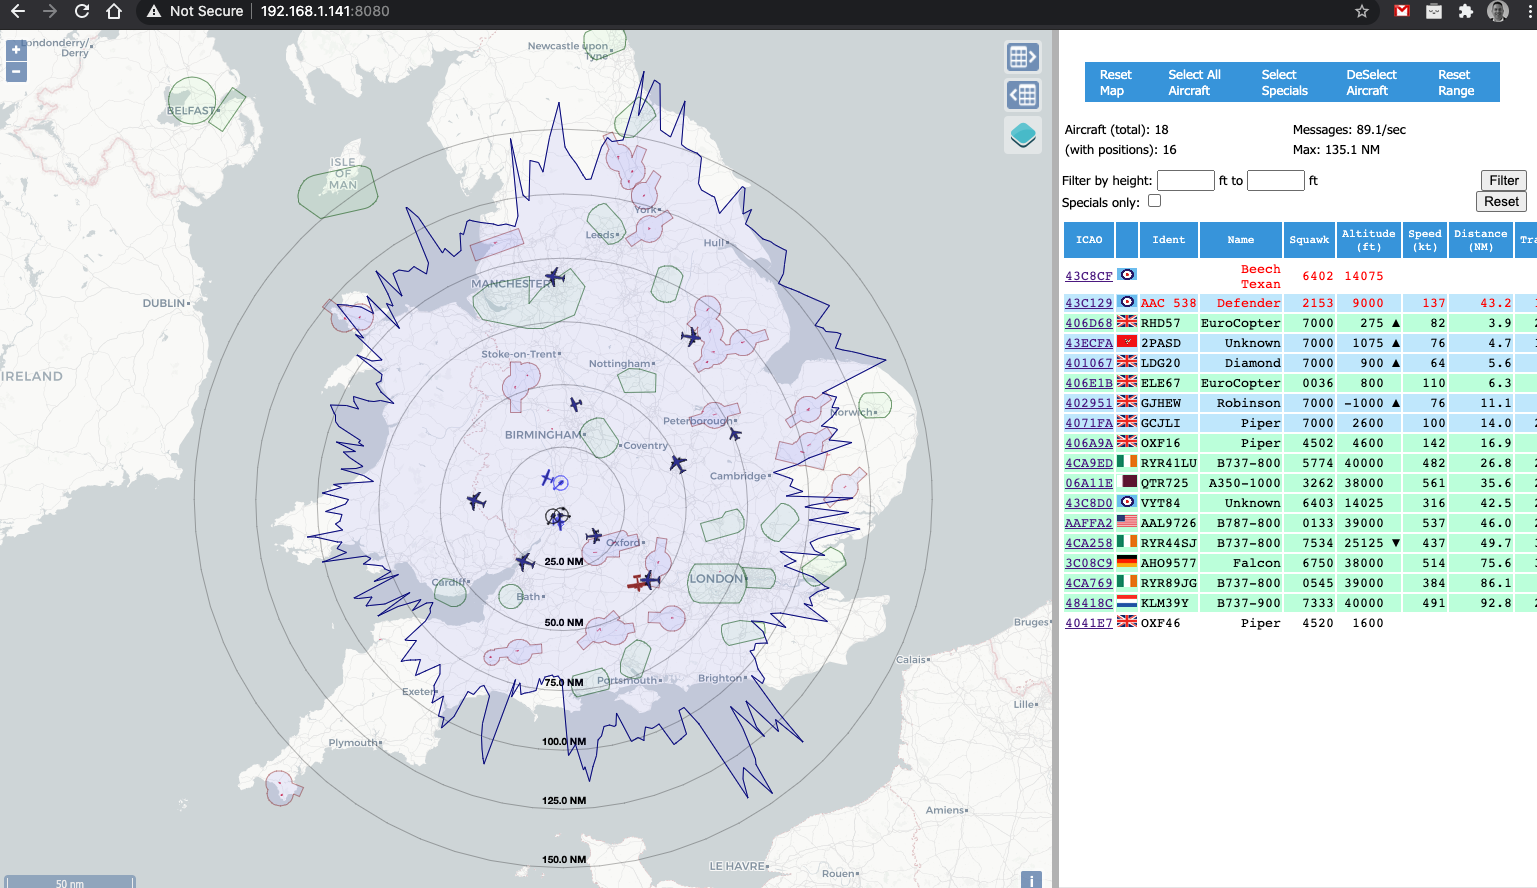 Not Secure | 192.168.1.141:8080
Londonderry/
Derry
Newcastle upon
Tyne
BELFAST
ISLE
OF
MAN
York
Leeds
Hull
MANCHESTER
DUBLIN
Stoke-on-Trent
Nottingham
IRELAND
Norwich
Peterborough
BIRMINGHAM
Coventry
Cambridge
Oxford
25.0 NM
Cardiff
LONDON
Bath
50.0 NM
Bruges
Calais
75.0 NM
Portsmouth
Brighton
Exeter
Lille
Plymouth
100.0 NM
125.0 NM
Amiens
150.0 NM
LE HAVRE
Rouen
50 nm
i
Reset Map
Select All Aircraft
Select Specials
DeSelect Aircraft
Reset Range
Aircraft (total): 18
Messages: 89.1/sec
(with positions): 16
Max: 135.1 NM
Filter by height: ft to ft
Filter
Specials only:
Reset
ICAO Ident Name Squawk Altitude (ft) Speed (kt) Distance (NM) Tra
43C8CF Beech Texan 6402 14075
43C129 AAC 538 Defender 2153 9000 137 43.2
406D68 RHD57 EuroCopter 7000 275 ▲ 82 3.9
43ECFA 2PASD Unknown 7000 1075 ▲ 76 4.7
401067 LDG20 Diamond 7000 900 ▲ 64 5.6
406E1B ELE67 EuroCopter 0036 800 110 6.3
402951 GJHEW Robinson 7000 -1000 ▲ 76 11.1
4071FA GCJLI Piper 7000 2600 100 14.0
406A9A OXF16 Piper 4502 4600 142 16.9
4CA9ED RYR41LU B737-800 5774 40000 482 26.8
06A11E QTR725 A350-1000 3262 38000 561 35.6
43C8D0 VYT84 Unknown 6403 14025 316 42.5
AAFFA2 AAL9726 B787-800 0133 39000 537 46.0
4CA258 RYR44SJ B737-800 7534 25125 ▼ 437 49.7
3C08C9 AHO9577 Falcon 6750 38000 514 75.6
4CA769 RYR89JG B737-800 0545 39000 384 86.1
48418C KLM39Y B737-900 7333 40000 491 92.8
4041E7 OXF46 Piper 4520 1600